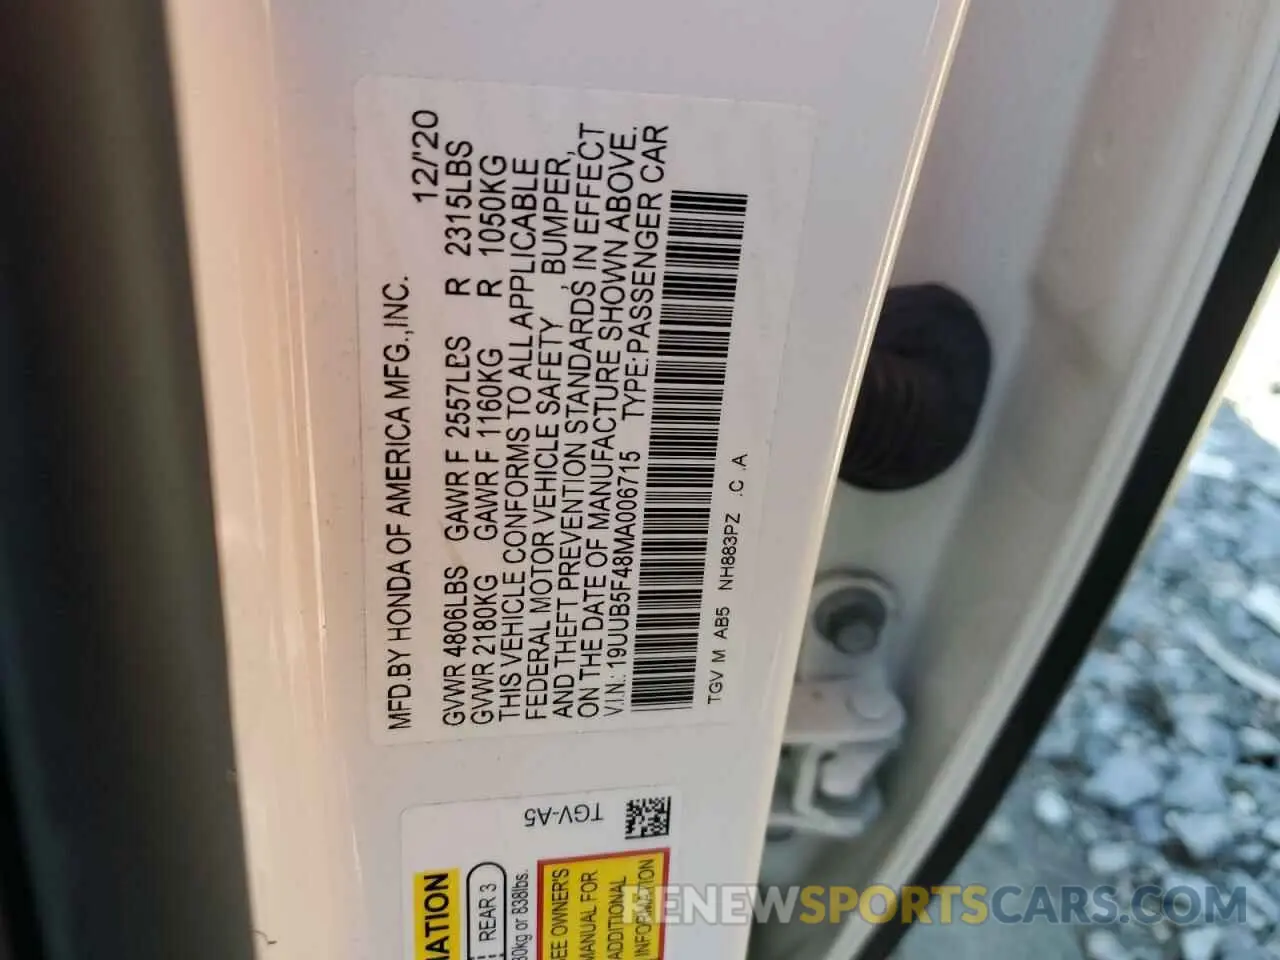 MFD.BY HONDA OF AMERICA MFG.,INC. 12/'20
GVWR 4806LBS GAWR F 2557LBS R 2315LBS
GVWR 2180KG GAWR F 1160KG R 1050KG
THIS VEHICLE CONFORMS TO ALL APPLICABLE
FEDERAL MOTOR VEHICLE SAFETY , BUMPER,
AND THEFT PREVENTION STANDARDS, IN EFFECT
ON THE DATE OF MANUFACTURE SHOWN ABOVE.
V.I.N.: 19UUB5F48MA006715 TYPE:PASSENGER CAR
TGV M AB5 NH883PZ .C .A
TGV-A5
REAR 3
or 838lbs.
OWNER'S
MANUAL FOR
ADDITIONAL
INFORMATION
RENEWSPORTSCARS.COM